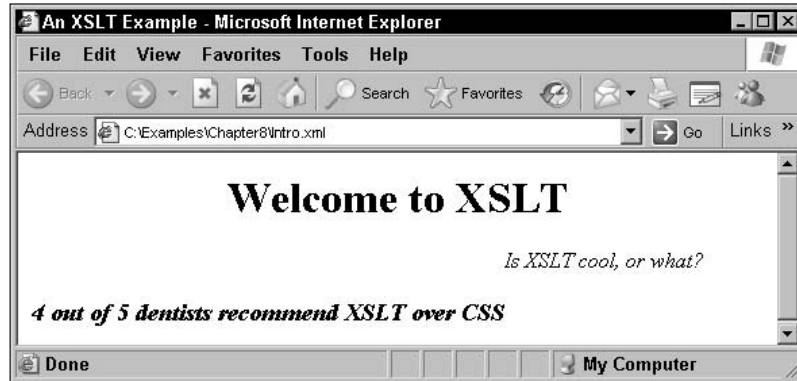 An XSLT Example - Microsoft Internet Explorer
File Edit View Favorites Tools Help
Back Search Favorites
Address C:\Examples\Chapter8\Intro.xml Go Links »
Welcome to XSLT
Is XSLT cool, or what?
4 out of 5 dentists recommend XSLT over CSS
Done My Computer